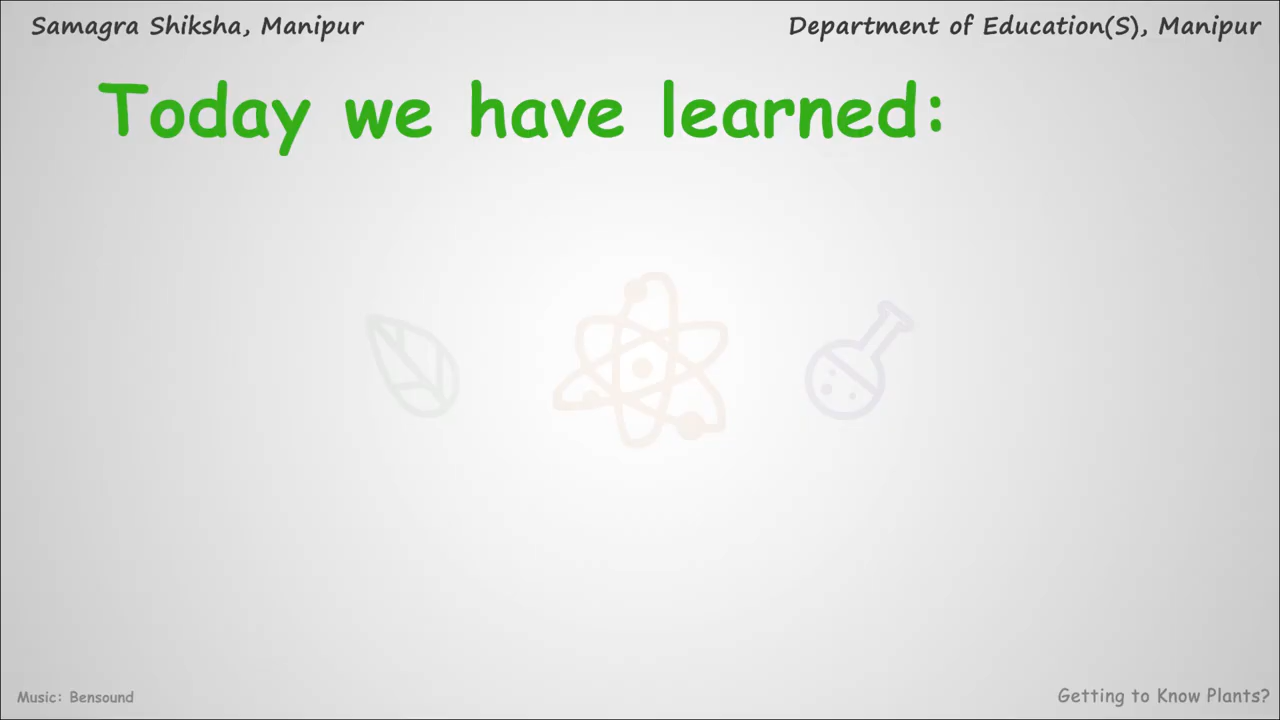 Samagra Shiksha, Manipur
Department of Education(S), Manipur
Today we have learned:
Music: Bensound
Getting to Know Plants?